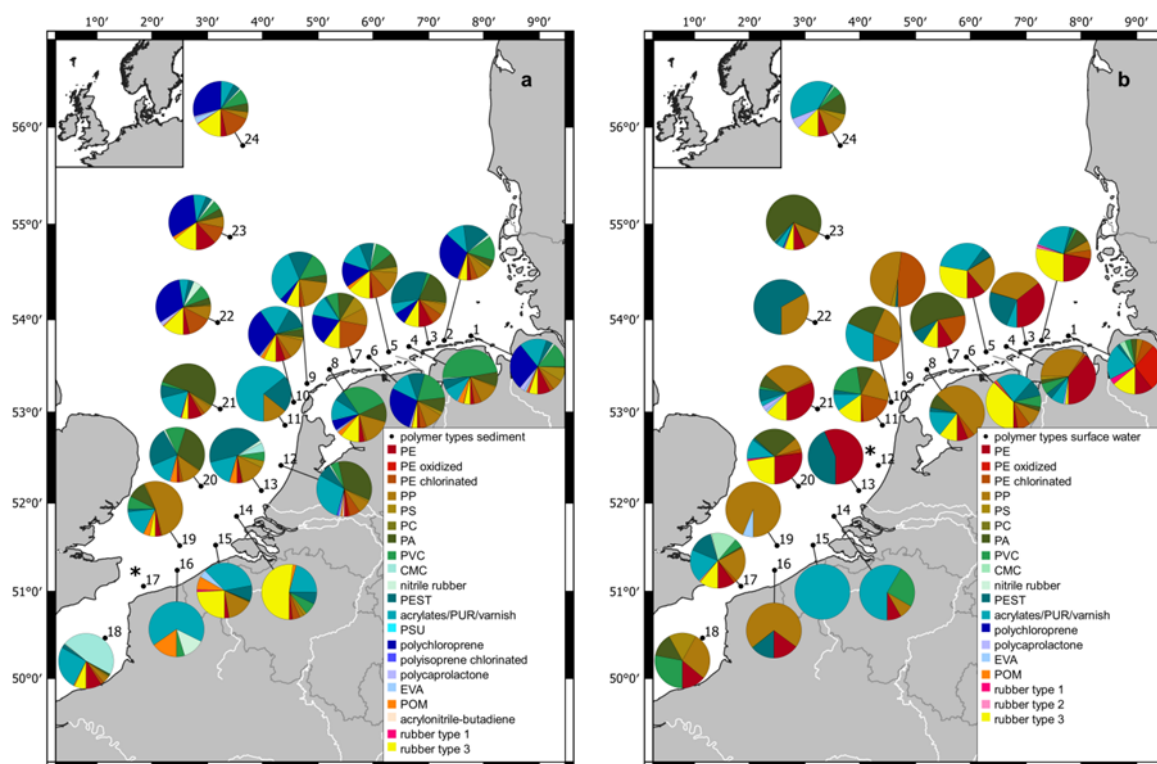 1°0' 2°0' 3°0' 4°0' 5°0' 6°0' 7°0' 8°0' 9°0'
a
56°0'
55°0'
54°0'
53°0'
52°0'
51°0'
50°0'
24
23
22
1
2
3
4
5
6
7
8
9
10
11
12
13
14
15
16
17
18
19
20
21
*
polymer types sediment
PE
PE oxidized
PE chlorinated
PP
PS
PC
PA
PVC
CMC
nitrile rubber
PEST
acrylates/PUR/varnish
PSU
polychloroprene
polyisoprene chlorinated
polycaprolactone
EVA
POM
acrylonitrile-butadiene
rubber type 1
rubber type 3
1°0' 2°0' 3°0' 4°0' 5°0' 6°0' 7°0' 8°0' 9°0'
b
56°0'
55°0'
54°0'
53°0'
52°0'
51°0'
50°0'
24
23
22
1
2
3
4
5
6
7
8
9
10
11
12
13
14
15
16
17
18
19
20
21
*
polymer types surface water
PE
PE oxidized
PE chlorinated
PP
PS
PC
PA
PVC
CMC
nitrile rubber
PEST
acrylates/PUR/varnish
polychloroprene
polycaprolactone
EVA
POM
rubber type 1
rubber type 2
rubber type 3